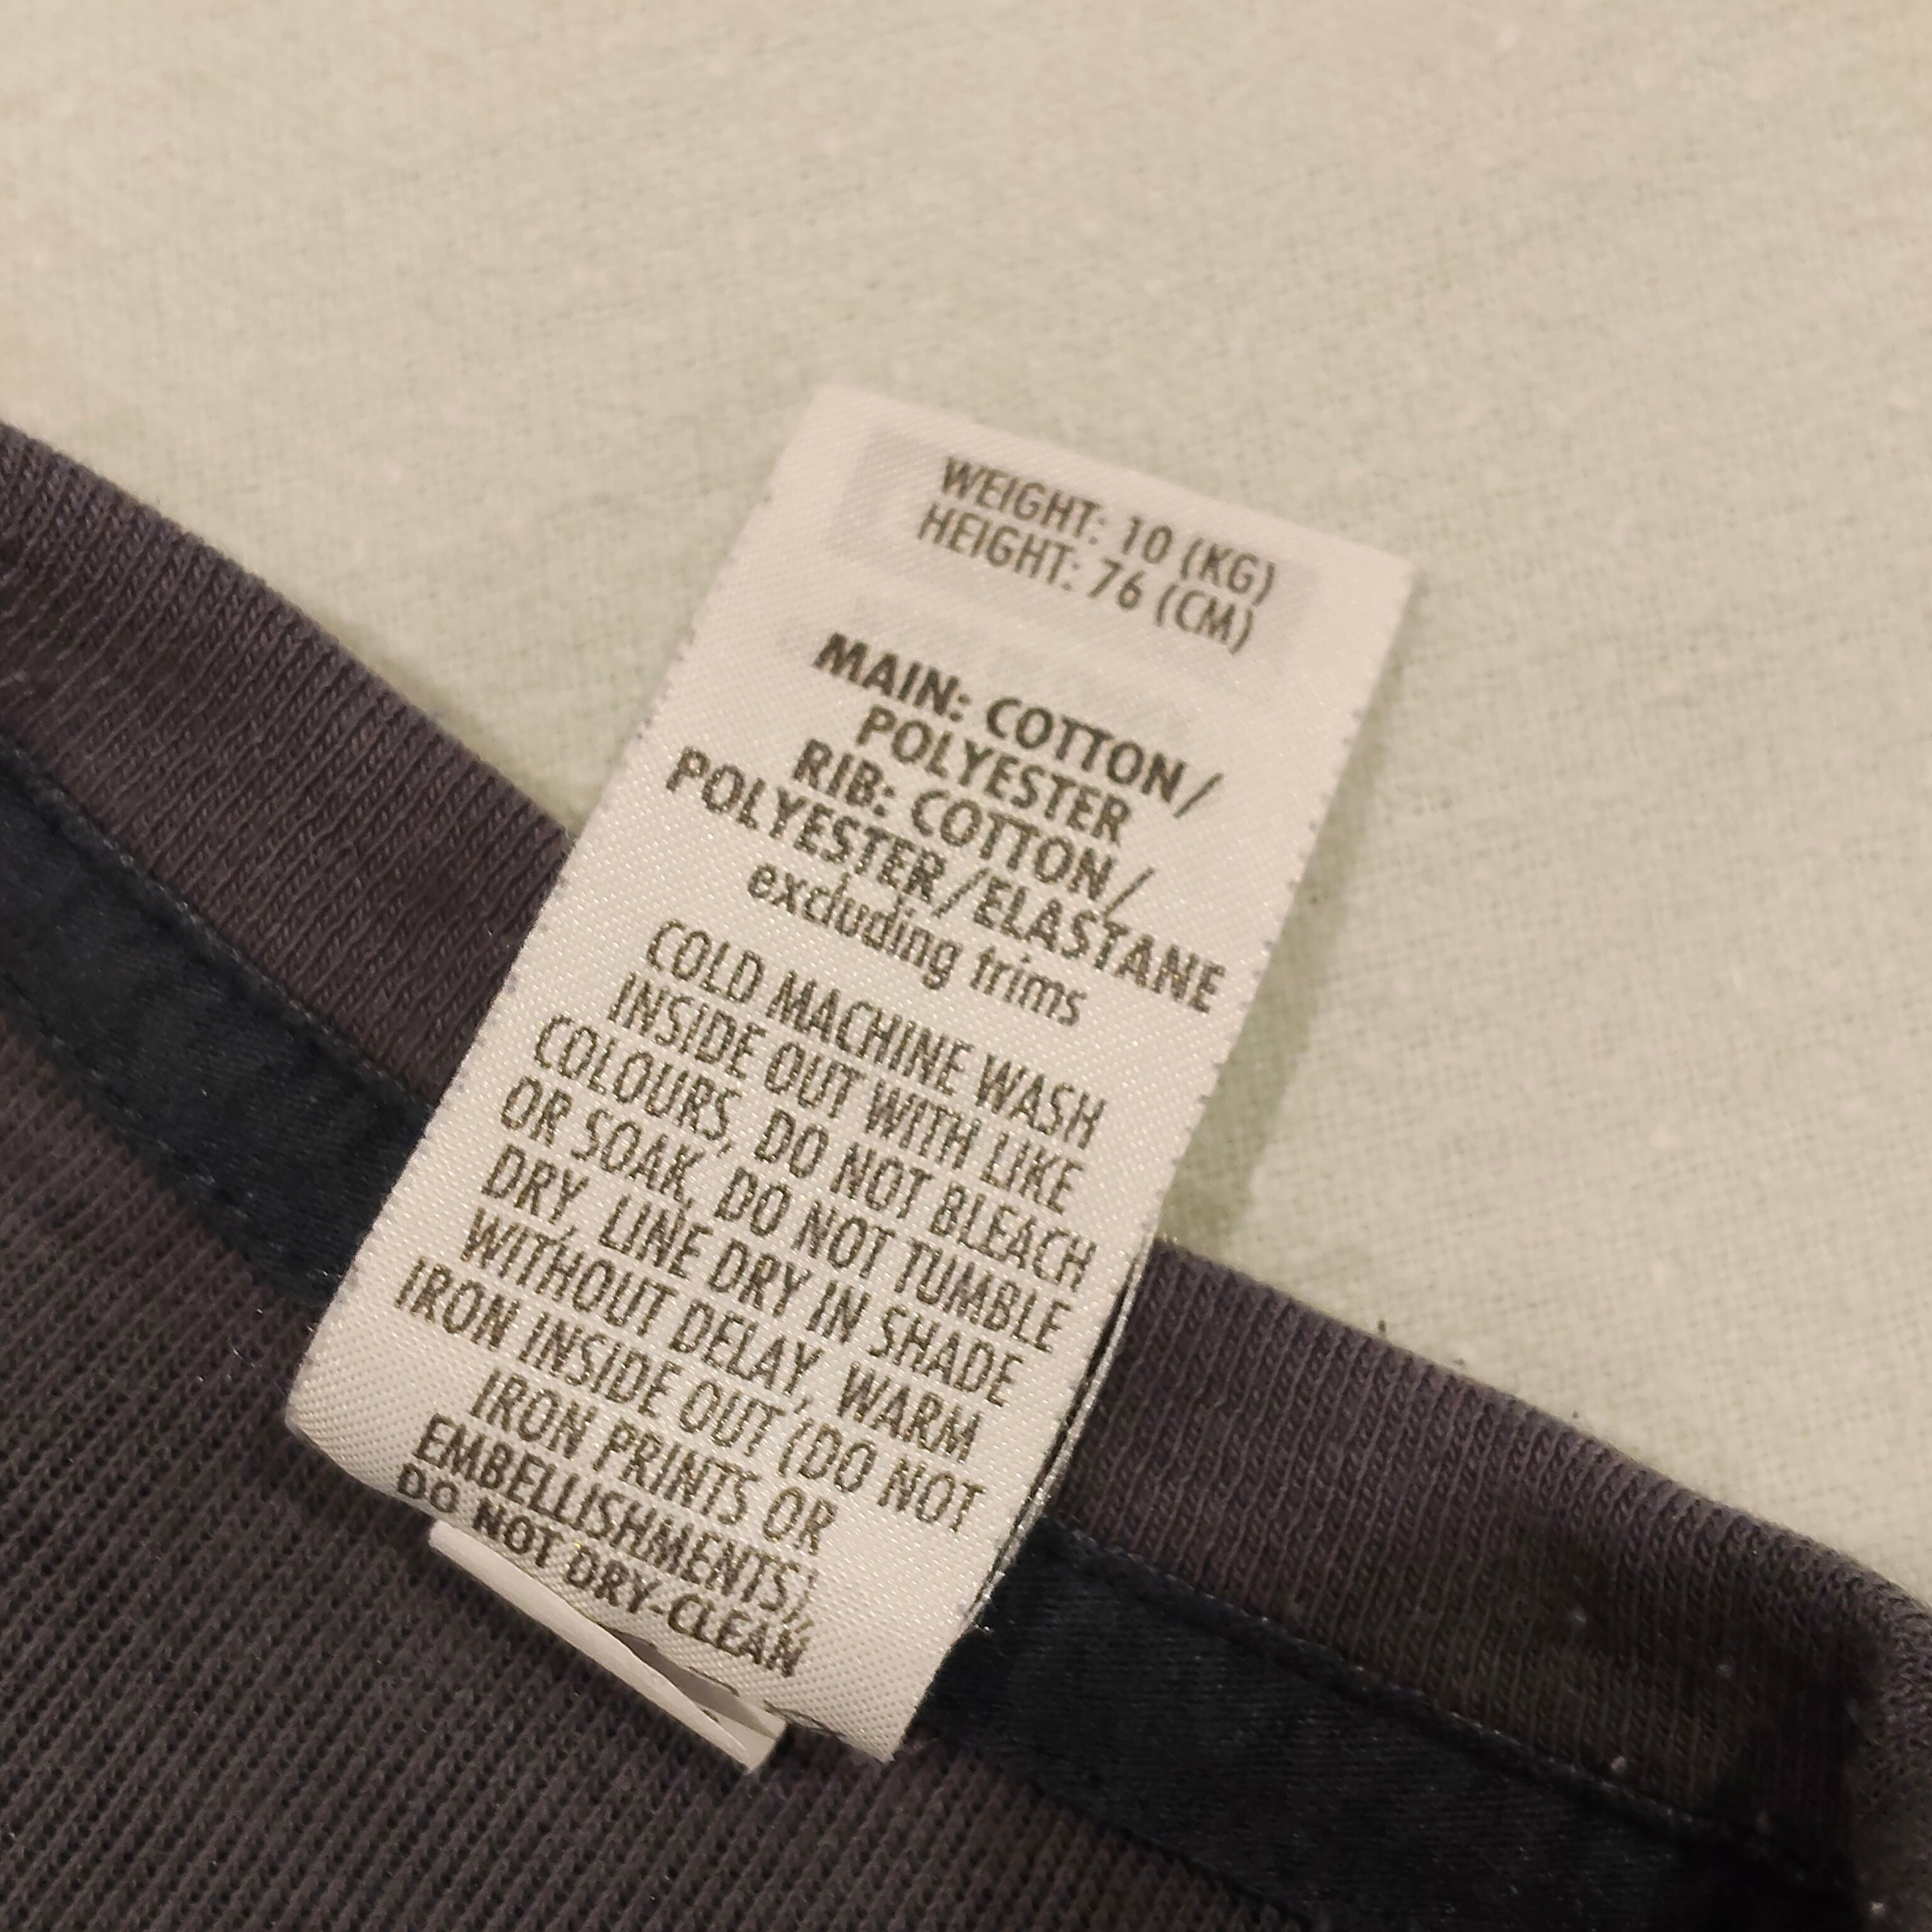 WEIGHT: 10 (KG)
HEIGHT: 76 (CM)
MAIN: COTTON/
POLYESTER
RIB: COTTON/
POLYESTER/ELASTANE
excluding trims
COLD MACHINE WASH
INSIDE OUT WITH LIKE
COLOURS, DO NOT BLEACH
OR SOAK, DO NOT TUMBLE
DRY, LINE DRY IN SHADE
WITHOUT DELAY, WARM
IRON INSIDE OUT (DO NOT
IRON PRINTS OR
EMBELLISHMENTS),
DO NOT DRY-CLEAN